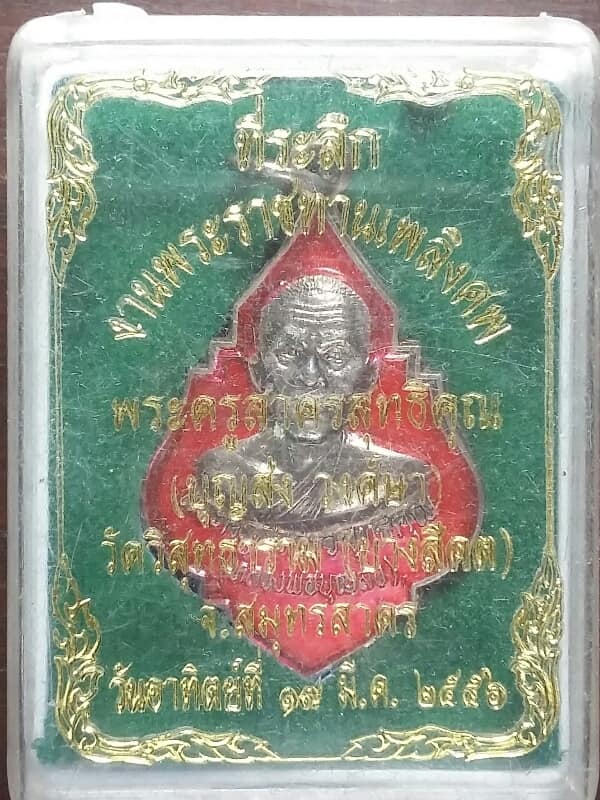 ที่ระลึก
งานพระราชทานเพลิงศพ
พระครูสาครสุทธิคุณ
(บุญส่ง วงศ์ษา)
วัดวิสุทธาราม (บางสีคต)
จ.สมุทรสาคร
วันอาทิตย์ที่ ๑๗ มี.ค. ๒๕๕๖